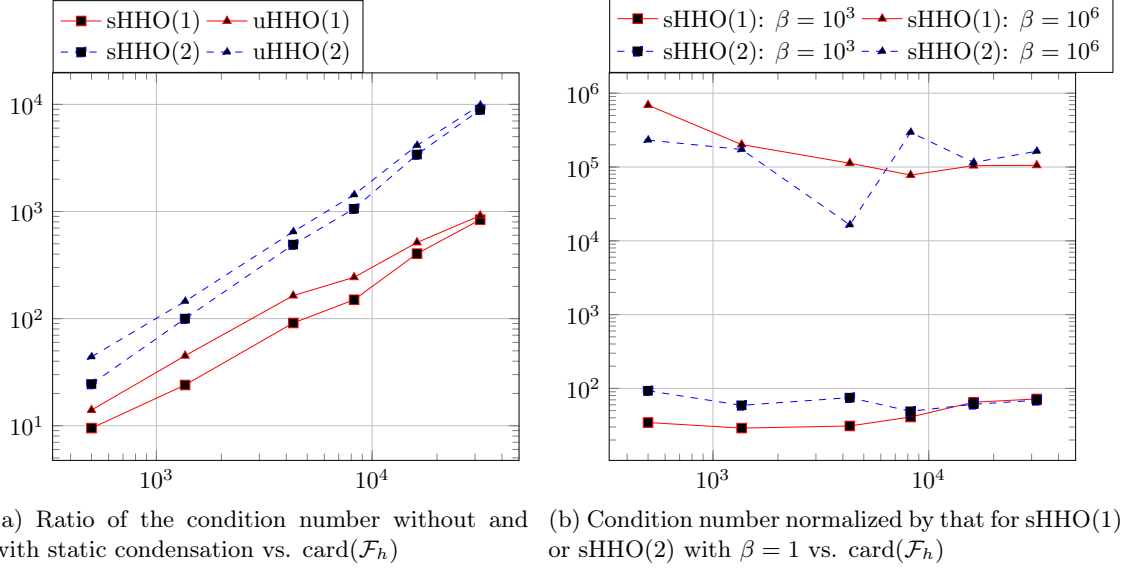 sHHO(1) uHHO(1)
sHHO(2) uHHO(2)
10^4
10^3
10^2
10^1
10^3 10^4
a) Ratio of the condition number without and
with static condensation vs. card(ℱ_h)
sHHO(1): β = 10^3 sHHO(1): β = 10^6
sHHO(2): β = 10^3 sHHO(2): β = 10^6
10^6
10^5
10^4
10^3
10^2
10^3 10^4
(b) Condition number normalized by that for sHHO(1)
or sHHO(2) with β = 1 vs. card(ℱ_h)